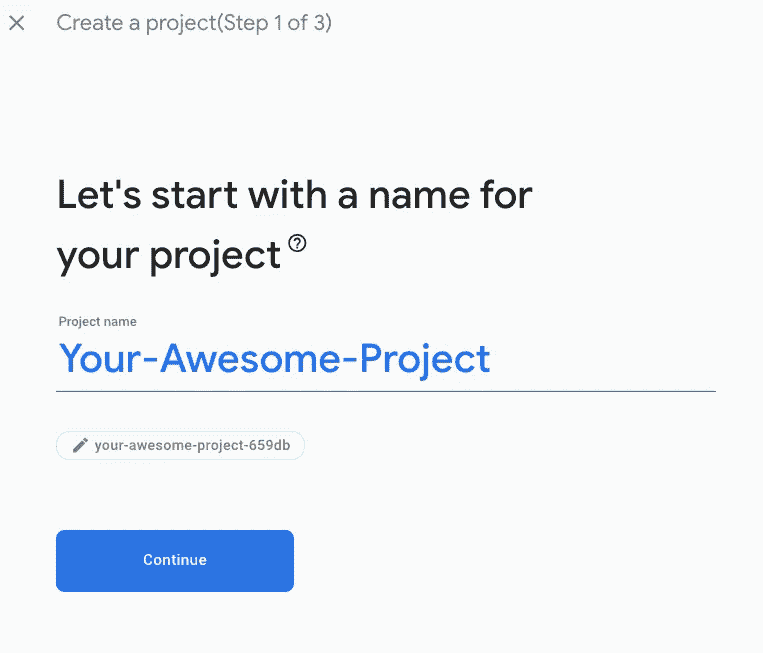 Create a project(Step 1 of 3)
Let's start with a name for
your project
Project name
Your-Awesome-Project
your-awesome-project-659db
Continue